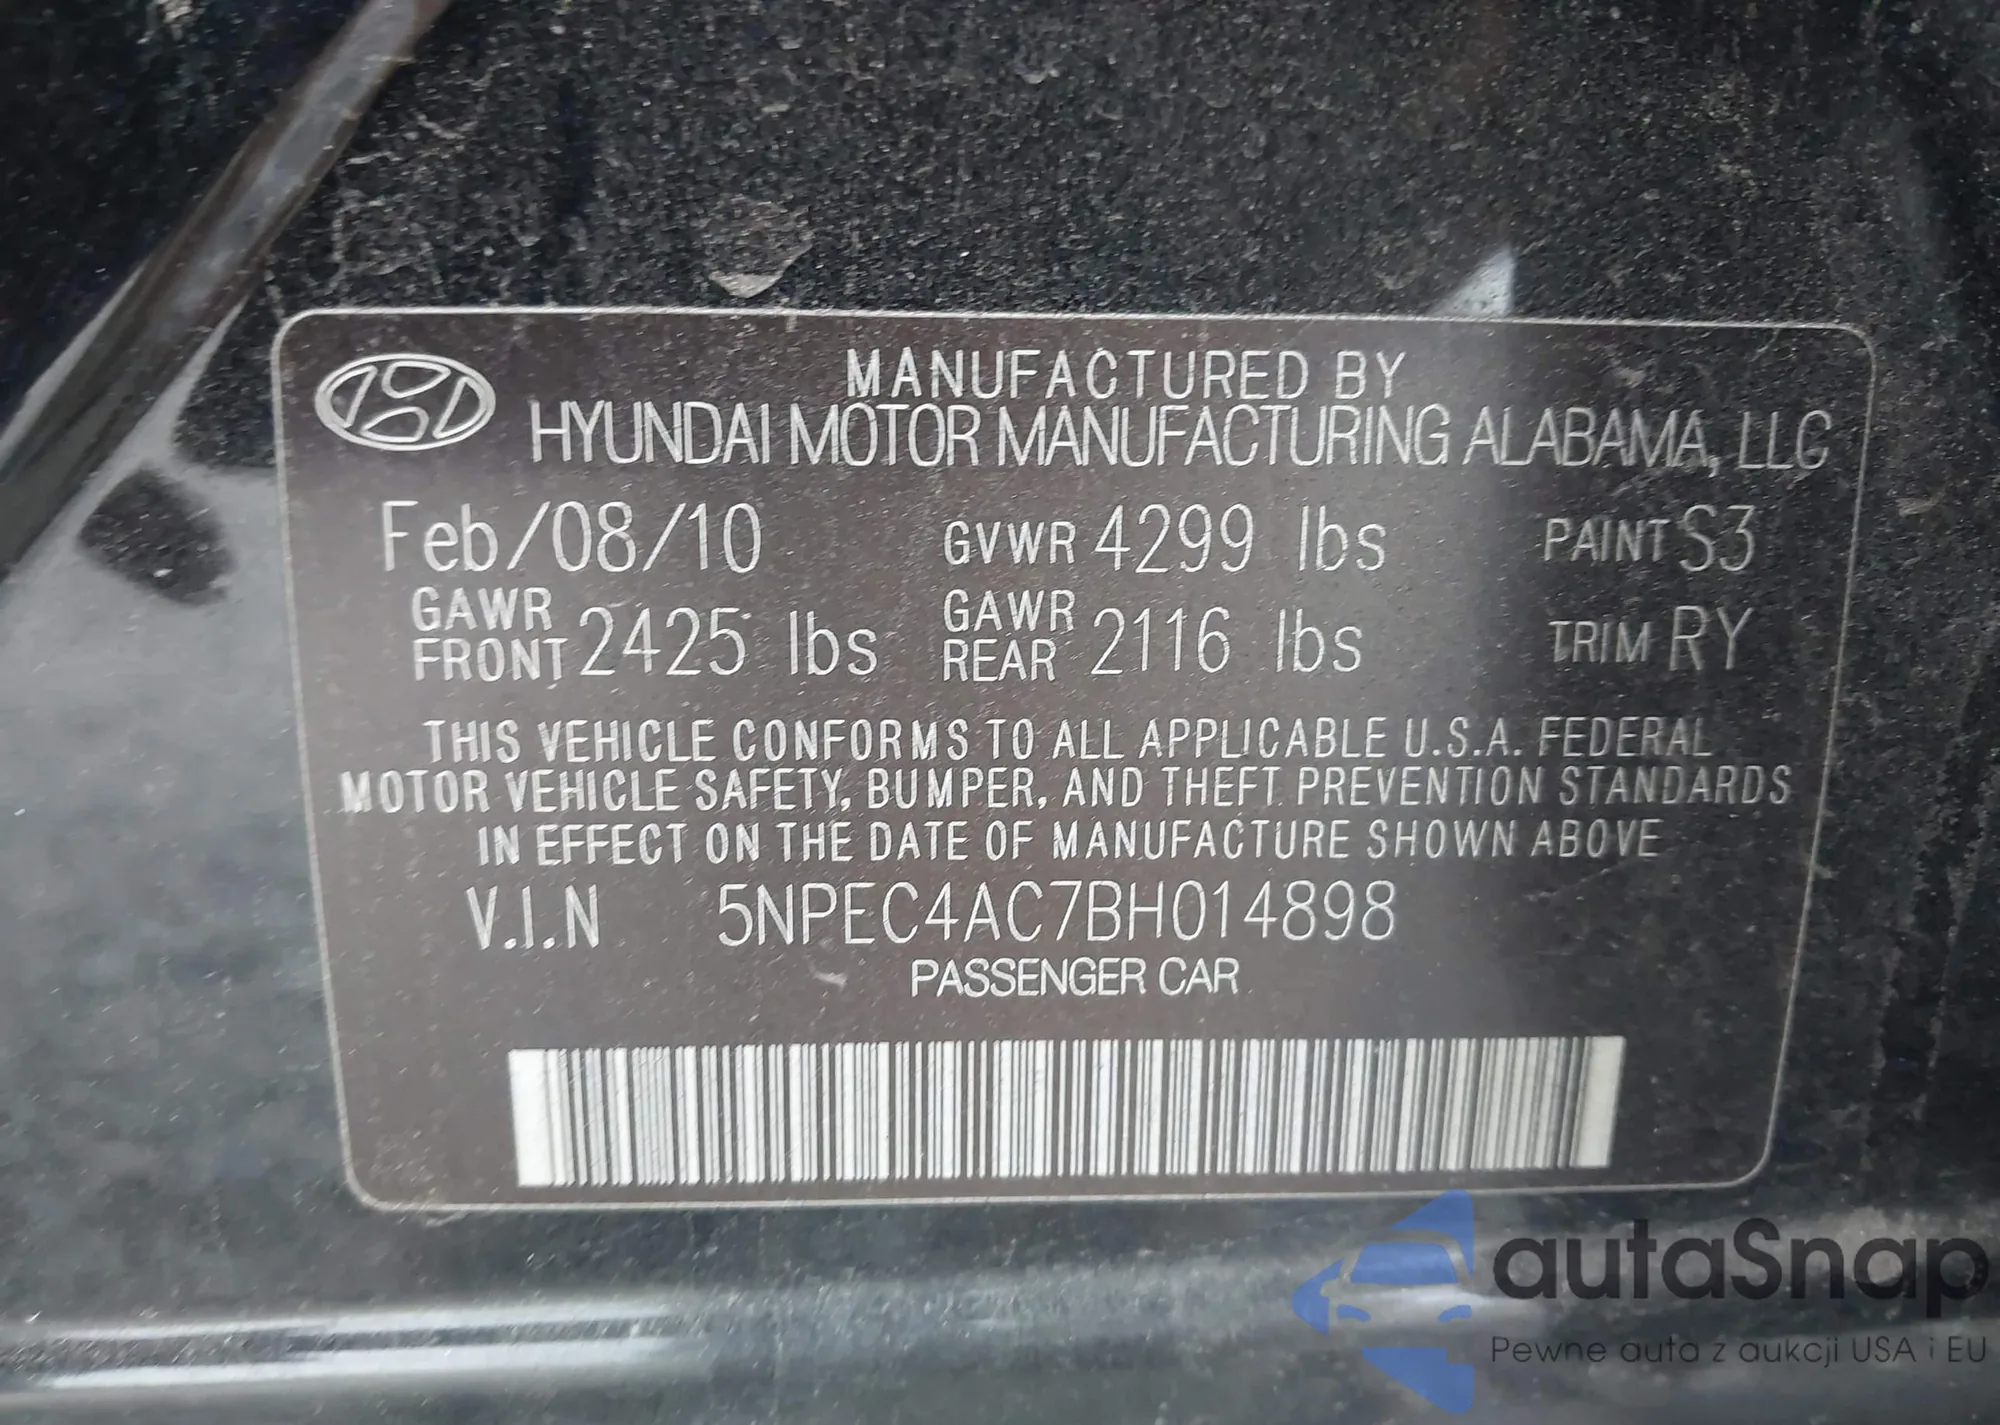 MANUFACTURED BY
HYUNDAI MOTOR MANUFACTURING ALABAMA, LLC
Feb/08/10 GVWR 4299 lbs PAINT S3
GAWR FRONT 2425 lbs GAWR REAR 2116 lbs TRIM RY
THIS VEHICLE CONFORMS TO ALL APPLICABLE U.S.A. FEDERAL
MOTOR VEHICLE SAFETY, BUMPER, AND THEFT PREVENTION STANDARDS
IN EFFECT ON THE DATE OF MANUFACTURE SHOWN ABOVE
V.I.N 5NPEC4AC7BH014898
PASSENGER CAR
autaSnap
Pewne auta z aukcji USA i EU